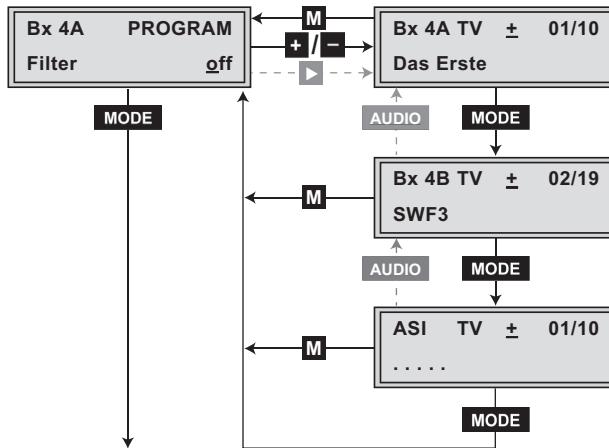 M
Bx 4A PROGRAM
Filter off
+ / −
Bx 4A TV ± 01/10
Das Erste
MODE
AUDIO
MODE
Bx 4B TV ± 02/19
SWF3
M
AUDIO
MODE
ASI TV ± 01/10
. . . . .
M
MODE